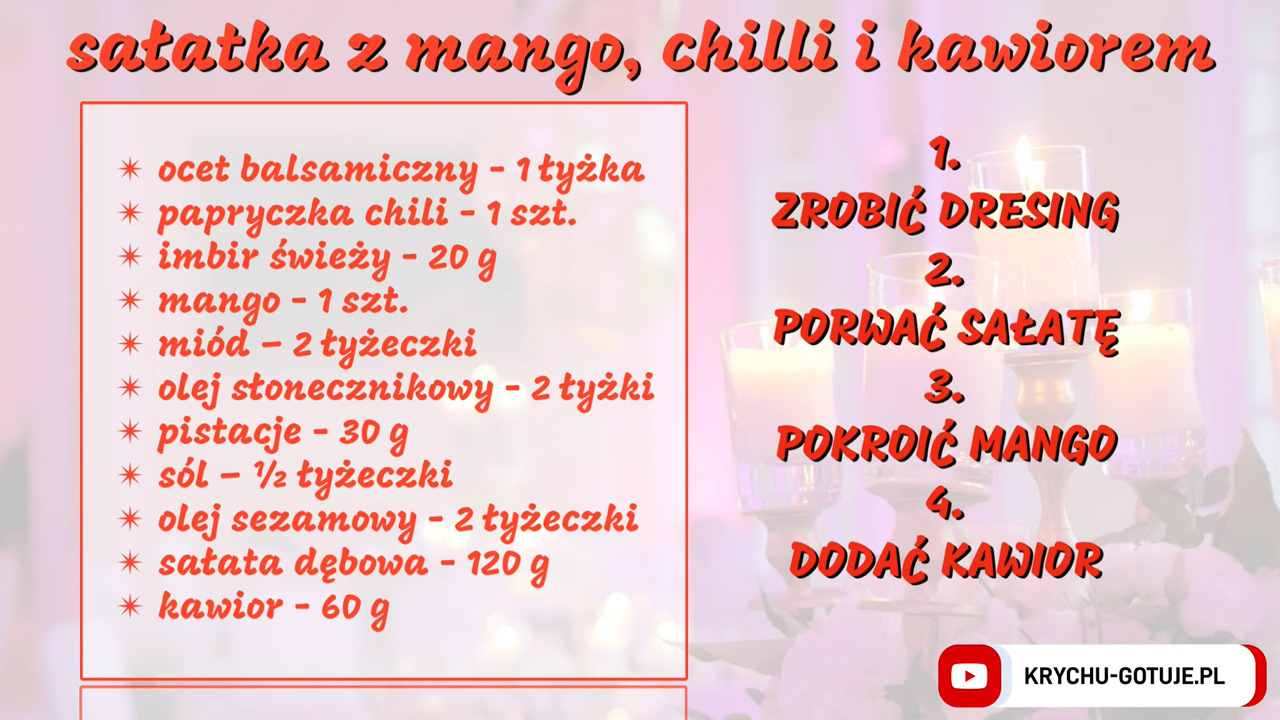 sałatka z mango, chilli i kawiorem
✴ ocet balsamiczny - 1 łyżka
✴ papryczka chili - 1 szt.
✴ imbir świeży - 20 g
✴ mango - 1 szt.
✴ miód – 2 łyżeczki
✴ olej słonecznikowy - 2 łyżki
✴ pistacje - 30 g
✴ sól – ½ łyżeczki
✴ olej sezamowy - 2 łyżeczki
✴ sałata dębowa - 120 g
✴ kawior - 60 g
1.
ZROBIĆ DRESING
2.
PORWAĆ SAŁATĘ
3.
POKROIĆ MANGO
4.
DODAĆ KAWIOR
KRYCHU-GOTUJE.PL